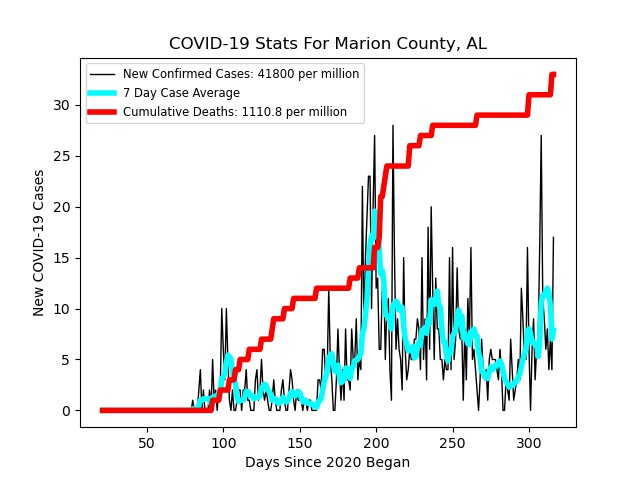 COVID-19 Stats For Marion County, AL
New Confirmed Cases: 41800 per million
7 Day Case Average
Cumulative Deaths: 1110.8 per million
30
25
20
15
10
5
0
New COVID-19 Cases
50 100 150 200 250 300
Days Since 2020 Began